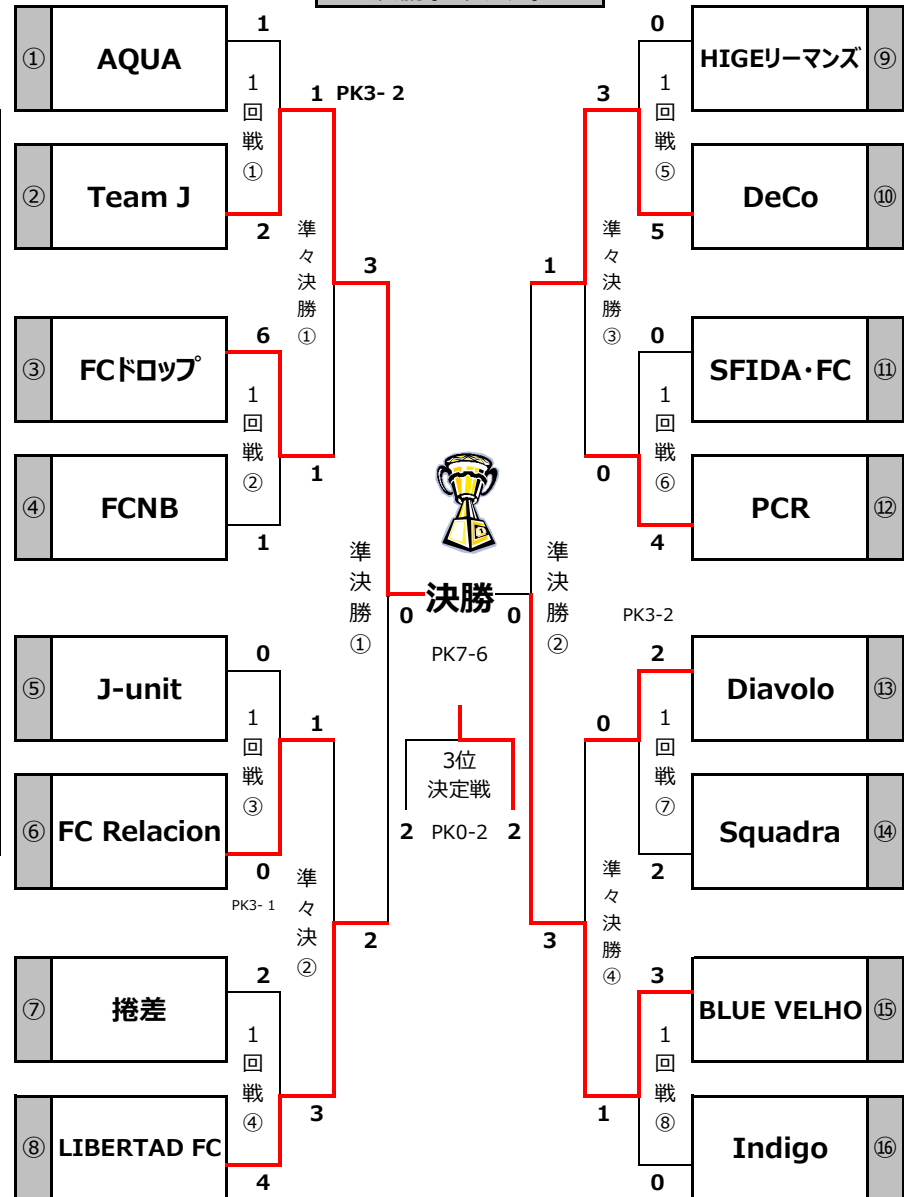 ① AQUA
② Team J
③ FCドロップ
④ FCNB
⑤ J-unit
⑥ FC Relacion
⑦ 捲差
⑧ LIBERTAD FC
1
1回戦①
2
6
1回戦②
1
0
1回戦③
0
PK3- 1
2
1回戦④
4
1 PK3- 2
準々決勝①
1
1
準々決②
3
3
準決勝①
2
0 決勝 0
PK7-6
3位
決定戦
2 PK0-2 2
1
準決勝②
3
3
準々決勝③
0
0
準々決勝④
1
0
1回戦⑤
5
0
1回戦⑥
4
PK3-2
2
1回戦⑦
2
3
1回戦⑧
0
HIGEリーマンズ ⑨
DeCo ⑩
SFIDA・FC ⑪
PCR ⑫
Diavolo ⑬
Squadra ⑭
BLUE VELHO ⑮
Indigo ⑯